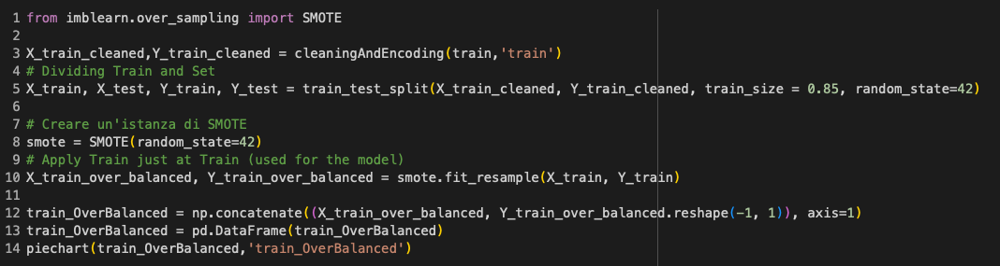 1 from imblearn.over_sampling import SMOTE
2
3 X_train_cleaned,Y_train_cleaned = cleaningAndEncoding(train,'train')
4 # Dividing Train and Set
5 X_train, X_test, Y_train, Y_test = train_test_split(X_train_cleaned, Y_train_cleaned, train_size = 0.85, random_state=42)
6
7 # Creare un'istanza di SMOTE
8 smote = SMOTE(random_state=42)
9 # Apply Train just at Train (used for the model)
10 X_train_over_balanced, Y_train_over_balanced = smote.fit_resample(X_train, Y_train)
11
12 train_OverBalanced = np.concatenate((X_train_over_balanced, Y_train_over_balanced.reshape(-1, 1)), axis=1)
13 train_OverBalanced = pd.DataFrame(train_OverBalanced)
14 piechart(train_OverBalanced,'train_OverBalanced')